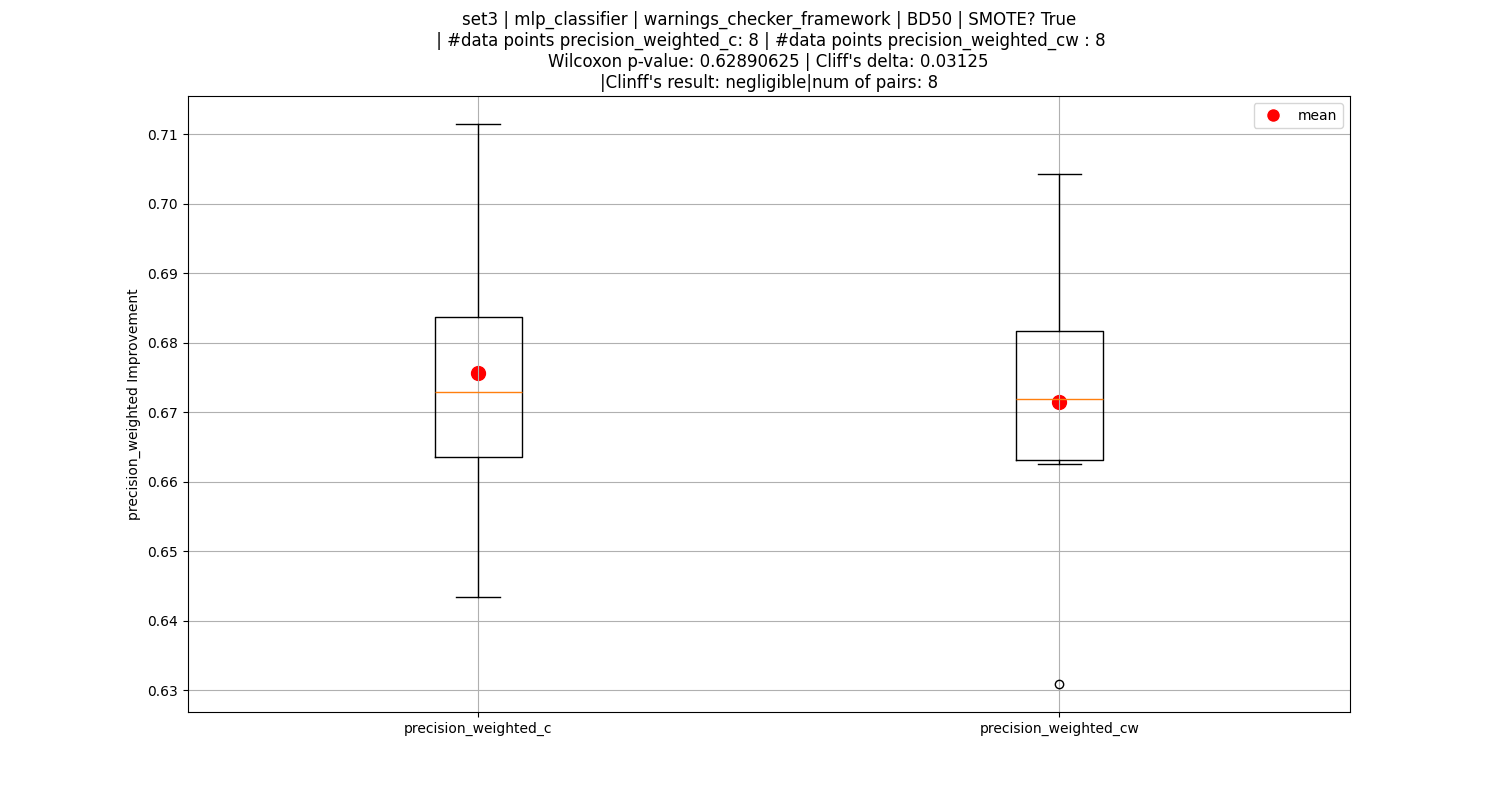 set3 | mlp_classifier | warnings_checker_framework | BD50 | SMOTE? True
| #data points precision_weighted_c: 8 | #data points precision_weighted_cw : 8
Wilcoxon p-value: 0.62890625 | Cliff's delta: 0.03125
|Clinff's result: negligible|num of pairs: 8
mean
0.71
0.70
0.69
0.68
0.67
0.66
0.65
0.64
0.63
precision_weighted Improvement
precision_weighted_c
precision_weighted_cw